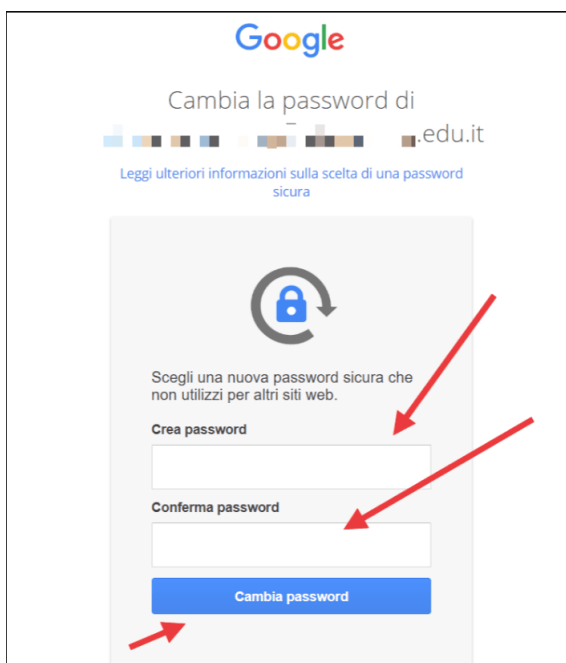 Google
Cambia la password di
.edu.it
Leggi ulteriori informazioni sulla scelta di una password
sicura
Scegli una nuova password sicura che
non utilizzi per altri siti web.
Crea password
Conferma password
Cambia password